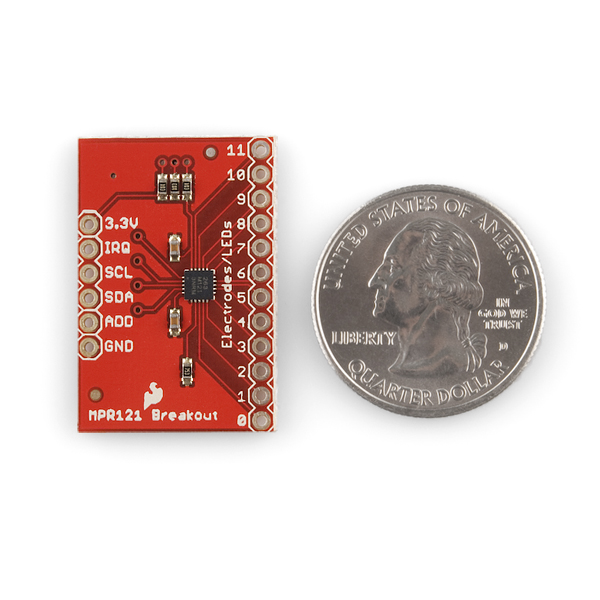 11
10
9
8
7
6
5
4
3
2
1
0
3.3V
IRQ
SCL
SDA
ADD
GND
Electrodes/LEDs
MPR121 Breakout
UNITED STATES OF AMERICA
LIBERTY
IN
GOD WE
TRUST
D
QUARTER DOLLAR